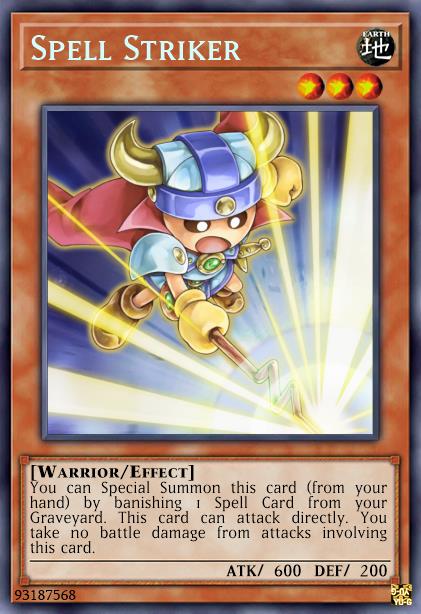 SPELL STRIKER
EARTH
地
[WARRIOR/EFFECT]
You can Special Summon this card (from your
hand) by banishing 1 Spell Card from your
Graveyard. This card can attack directly. You
take no battle damage from attacks involving
this card.
ATK/ 600 DEF/ 200
93187568